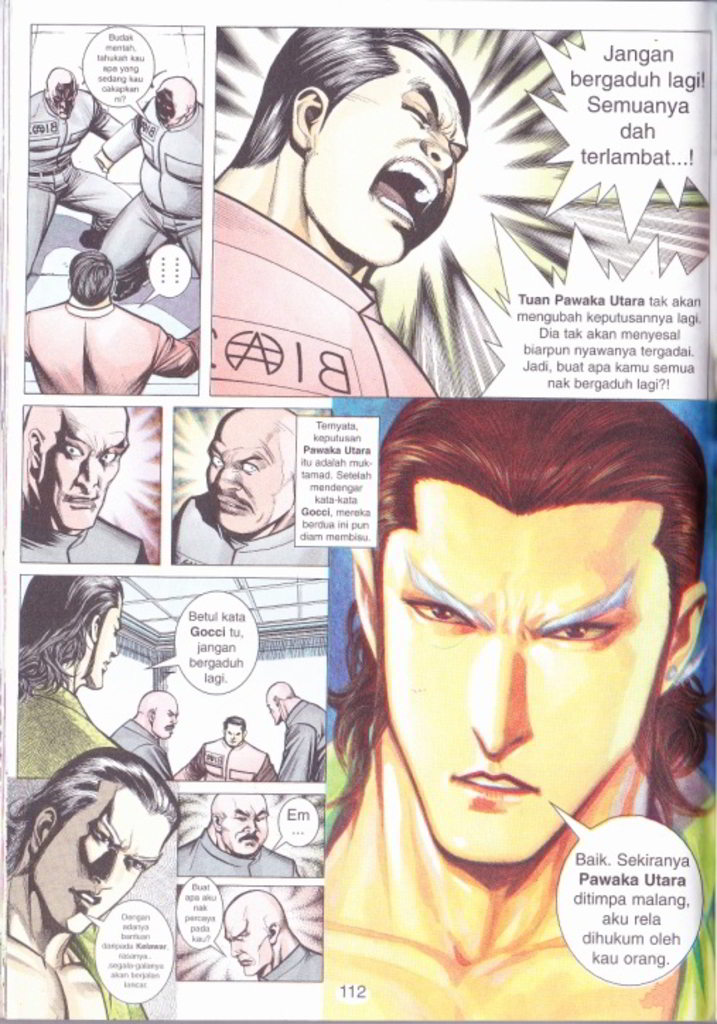 Budak
mentah,
tahukah kau
apa yang
sedang kau
cakapkan
ni?
Jangan
bergaduh lagi!
Semuanya
dah
terlambat...!
Tuan Pawaka Utara tak akan
mengubah keputusannya lagi.
Dia tak akan menyesal
biarpun nyawanya tergadai.
Jadi, buat apa kamu semua
nak bergaduh lagi?!
BIA
Ternyata,
keputusan
Pawaka Utara
itu adalah muk-
tamad. Setelah
mendengar
kata-kata
Gocci, mereka
berdua ini pun
diam membisu.
Betul kata
Gocci tu,
jangan
bergaduh
lagi.
Em
...
Buat
apa aku
nak
percaya
pada
kau?
Dengan
adanya
bantuan
daripada Kelawar,
rasanya..
segala-galanya
akan berjalan
lancar.
Baik. Sekiranya
Pawaka Utara
ditimpa malang,
aku rela
dihukum oleh
kau orang.
112